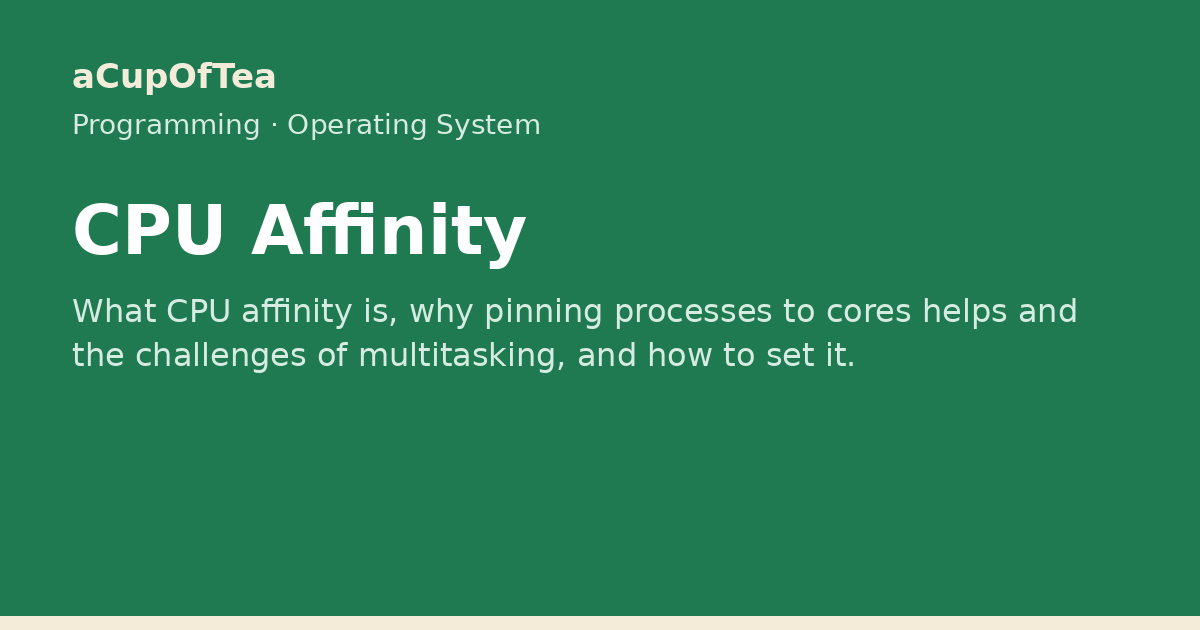 aCupOfTea
Programming · Operating System
CPU Affinity
What CPU affinity is, why pinning processes to cores helps and
the challenges of multitasking, and how to set it.